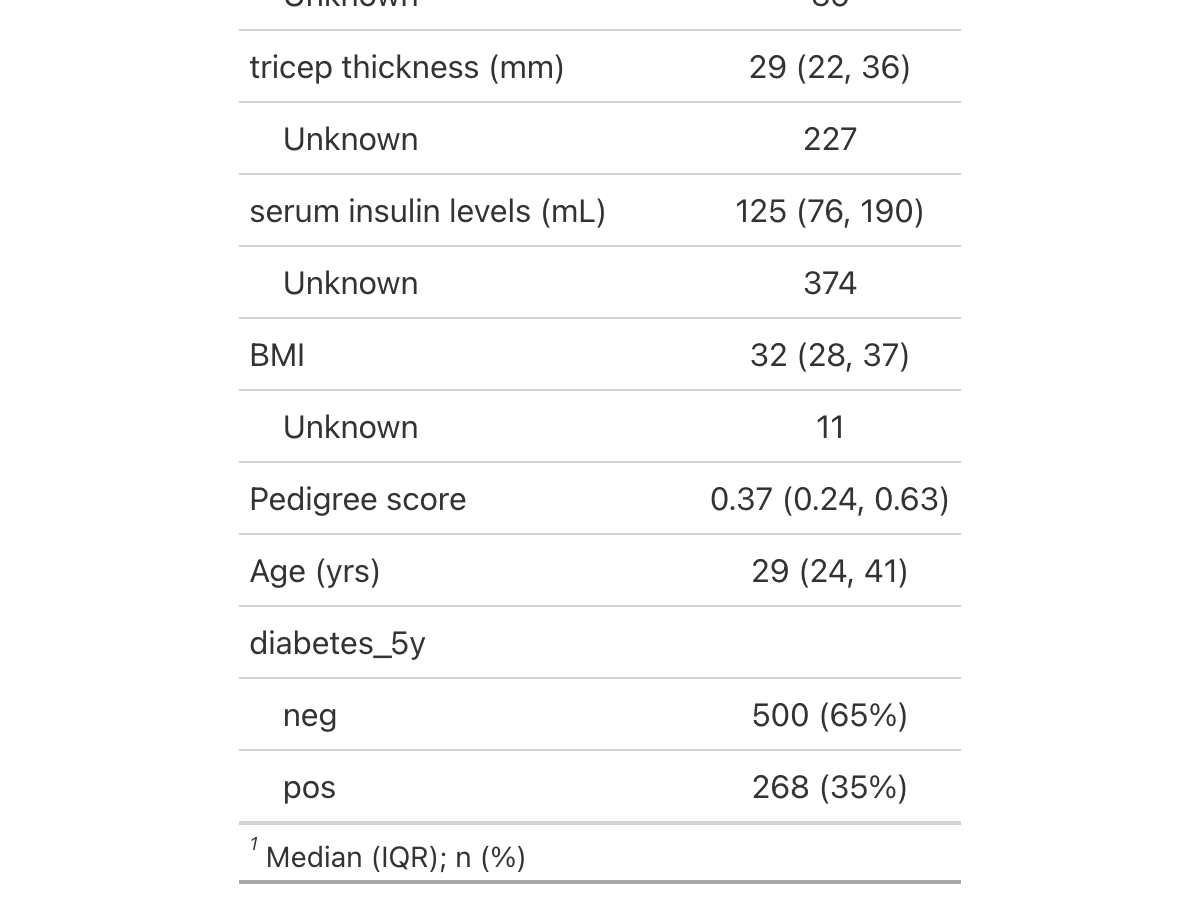 tricep thickness (mm) 29 (22, 36)
Unknown 227
serum insulin levels (mL) 125 (76, 190)
Unknown 374
BMI 32 (28, 37)
Unknown 11
Pedigree score 0.37 (0.24, 0.63)
Age (yrs) 29 (24, 41)
diabetes_5y
neg 500 (65%)
pos 268 (35%)
1 Median (IQR); n (%)